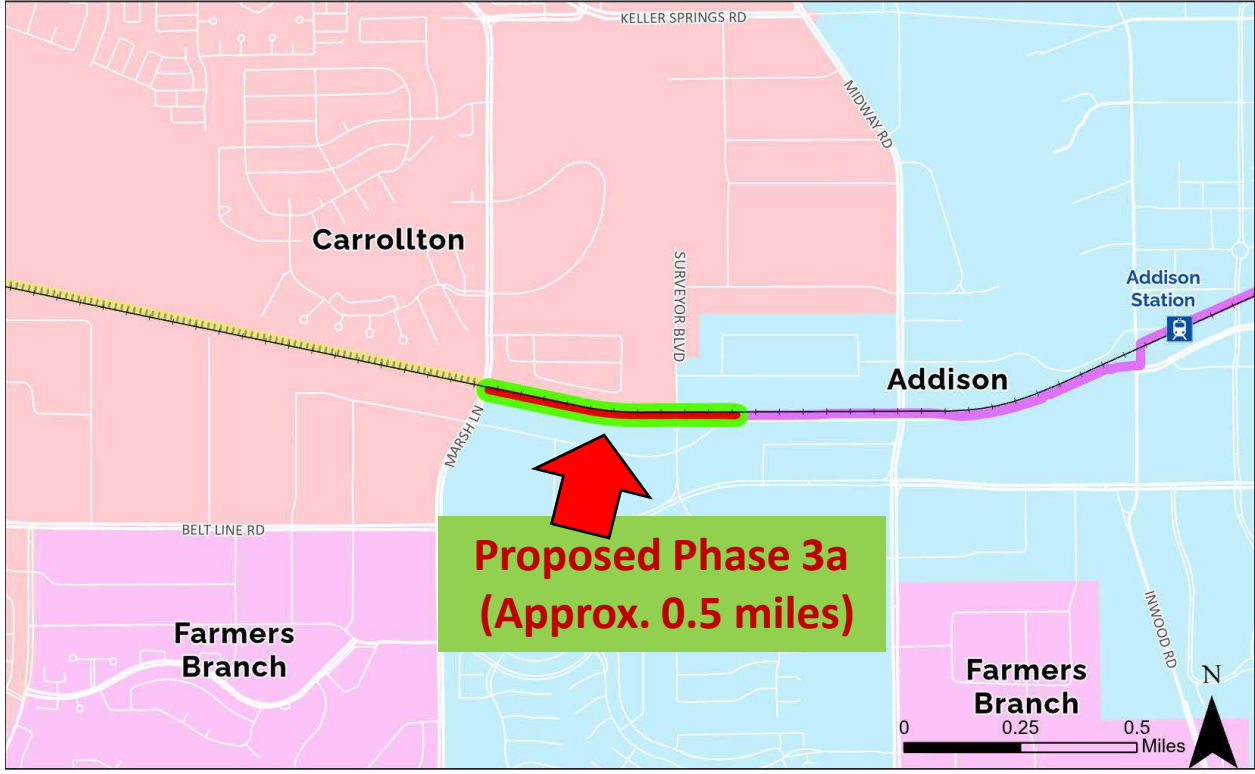 KELLER SPRINGS RD
MIDWAY RD
Carrollton
SURVEYOR BLVD
Addison
Station
Addison
MARSH LN
BELT LINE RD
Proposed Phase 3a
(Approx. 0.5 miles)
Farmers
Branch
Farmers
Branch
INWOOD RD
N
0 0.25 0.5
Miles